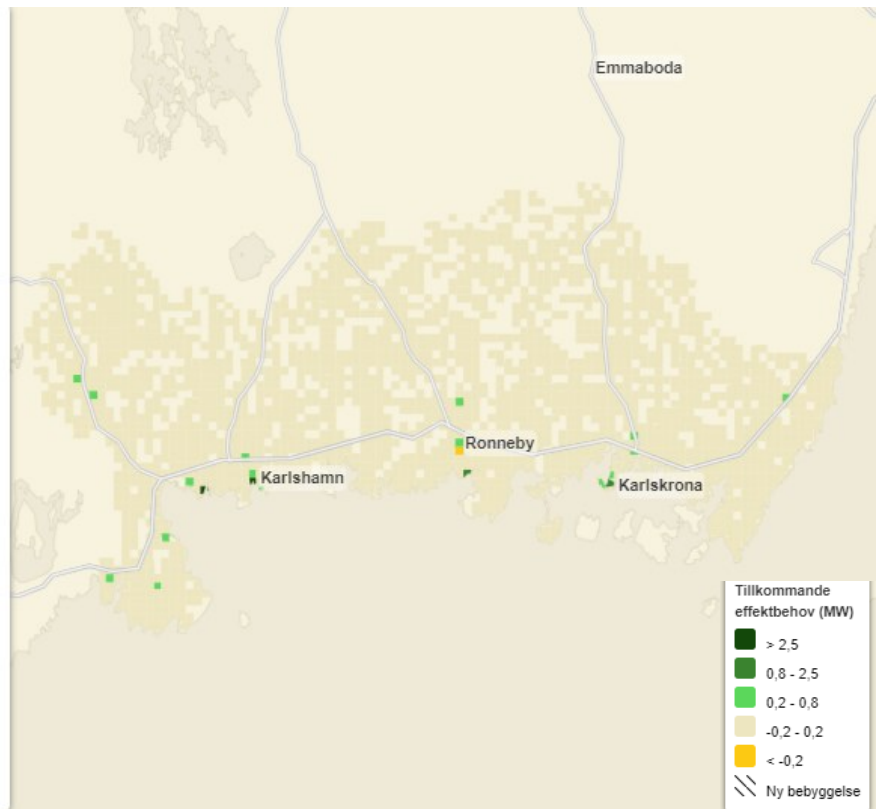 Emmaboda
Ronneby
Karlshamn
Karlskrona
Tillkommande
effektbehov (MW)
> 2,5
0,8 - 2,5
0,2 - 0,8
-0,2 - 0,2
< -0,2
Ny bebyggelse